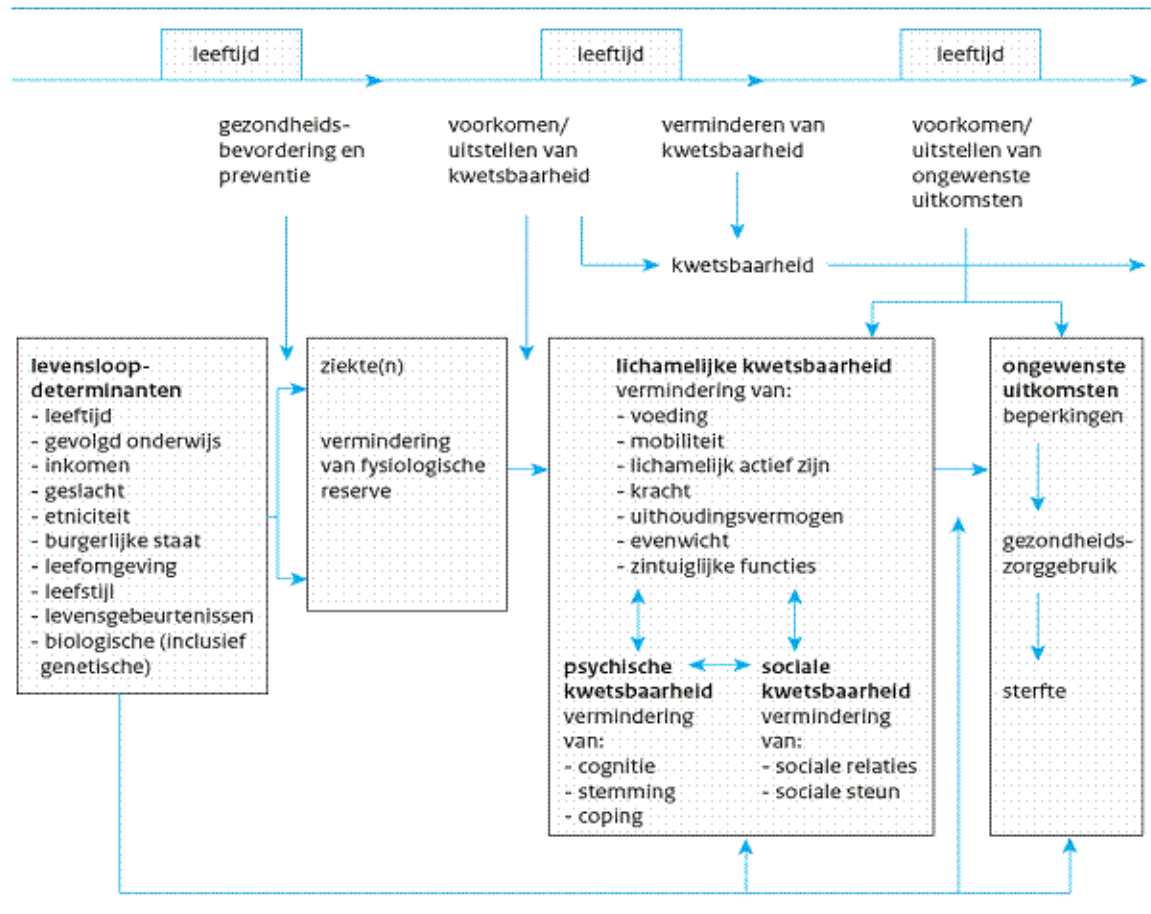 leeftijd
leeftijd
leeftijd
gezondheids-
bevordering en
preventie
voorkomen/
uitstellen van
kwetsbaarheid
verminderen van
kwetsbaarheid
voorkomen/
uitstellen van
ongewenste
uitkomsten
kwetsbaarheid
levensloop-
determinanten
- leeftijd
- gevolgd onderwijs
- inkomen
- geslacht
- etniciteit
- burgerlijke staat
- leefomgeving
- leefstijl
- levensgebeurtenissen
- biologische (inclusief
genetische)
ziekte(n)
vermindering
van fysiologische
reserve
lichamelijke kwetsbaarheid
vermindering van:
- voeding
- mobiliteit
- lichamelijk actief zijn
- kracht
- uithoudingsvermogen
- evenwicht
- zintuiglijke functies
psychische
kwetsbaarheid
vermindering
van:
- cognitie
- stemming
- coping
sociale
kwetsbaarheid
vermindering
van:
- sociale relaties
- sociale steun
ongewenste
uitkomsten
beperkingen
gezondheids-
zorggebruik
sterfte